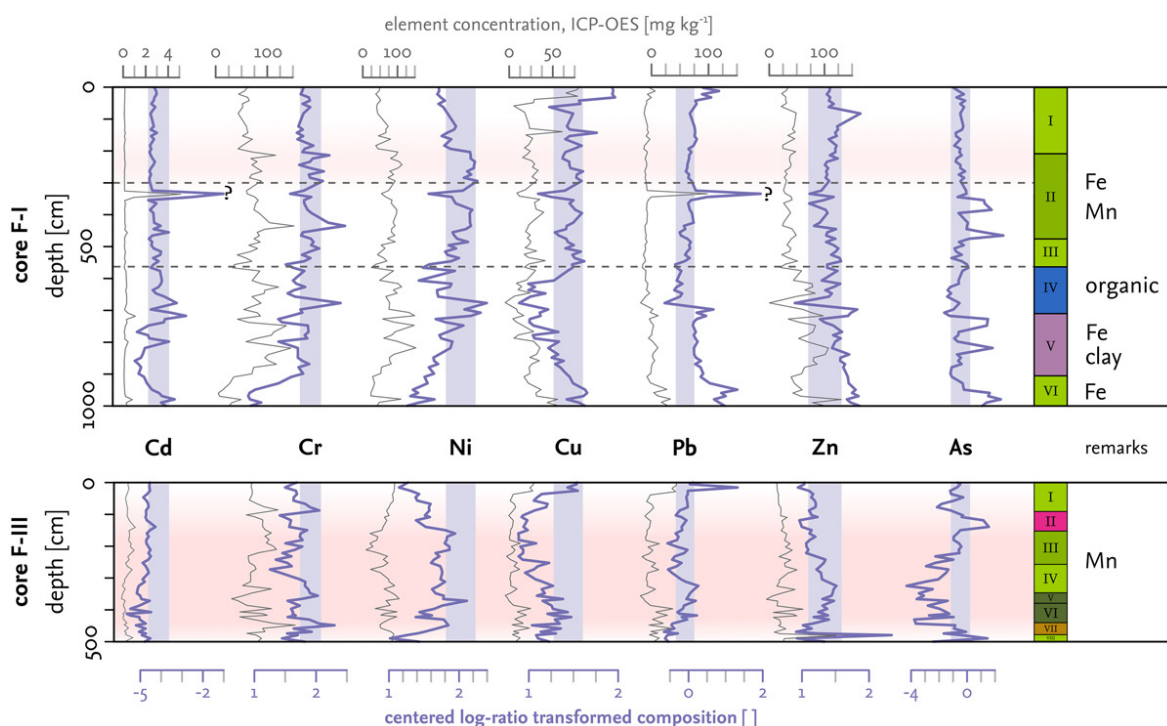 element concentration, ICP-OES [mg kg⁻¹]
0 2 4 0 100 0 100 0 50 0 100 0 100
core F-I
depth [cm]
0
500
1000
? ?
I
II
III
IV
V
VI
Fe
Mn
organic
Fe
clay
Fe
Cd Cr Ni Cu Pb Zn As remarks
core F-III
depth [cm]
0
500
I
II
III
IV
V
VI
VII
VIII
Mn
-5 -2 1 2 1 2 1 2 0 2 1 2 -4 0
centered log-ratio transformed composition [ ]